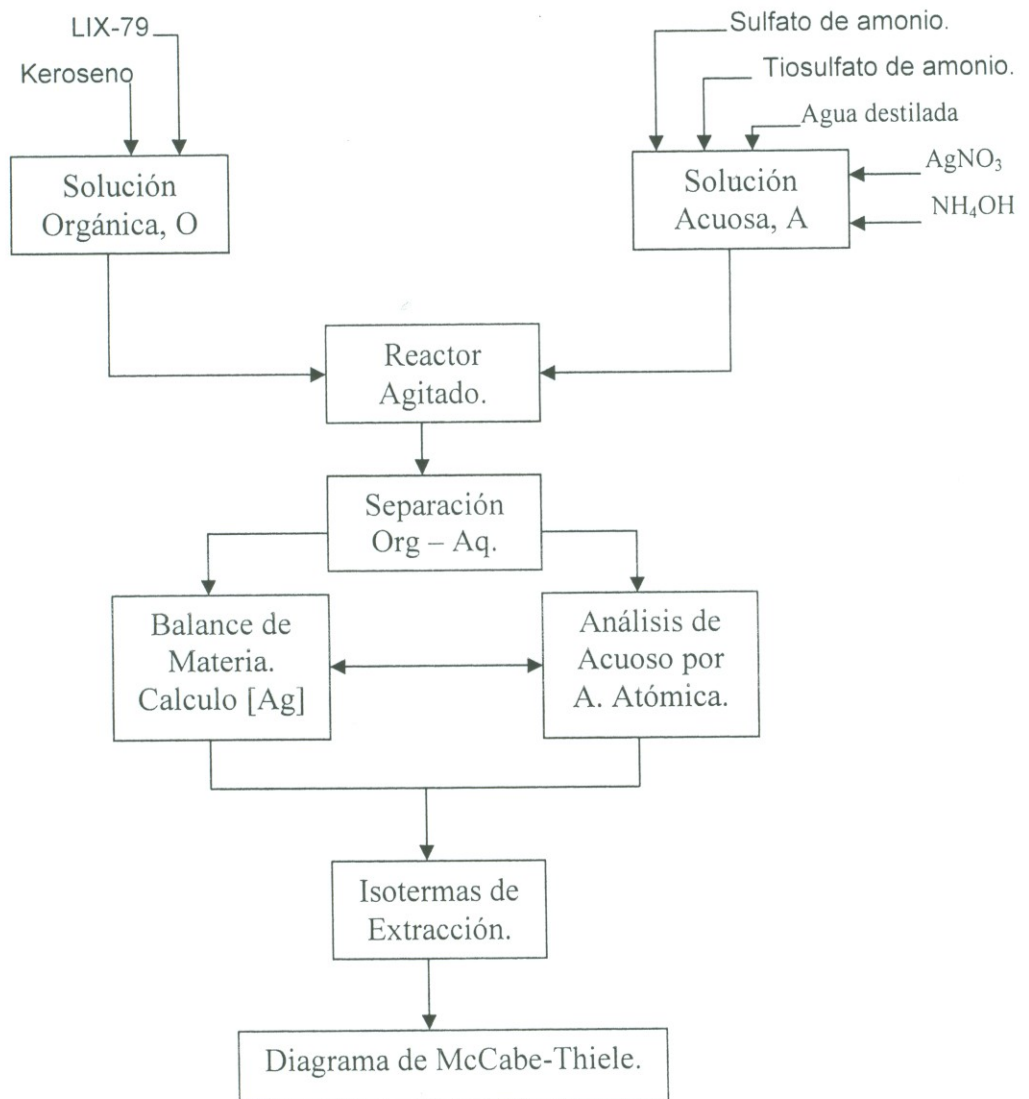 LIX-79
Keroseno
Sulfato de amonio.
Tiosulfato de amonio.
Agua destilada
AgNO₃
NH₄OH
Solución
Orgánica, O
Solución
Acuosa, A
Reactor
Agitado.
Separación
Org – Aq.
Balance de
Materia.
Calculo [Ag]
Análisis de
Acuoso por
A. Atómica.
Isotermas de
Extracción.
Diagrama de McCabe-Thiele.